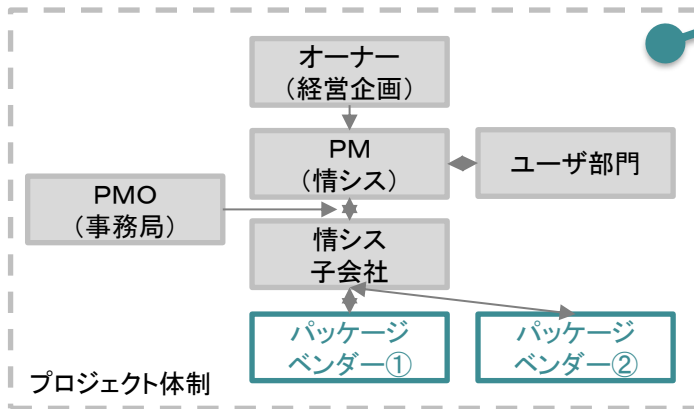 オーナー
（経営企画）
PM
（情シス）
ユーザ部門
PMO
（事務局）
情シス
子会社
パッケージ
ベンダー①
パッケージ
ベンダー②
プロジェクト体制